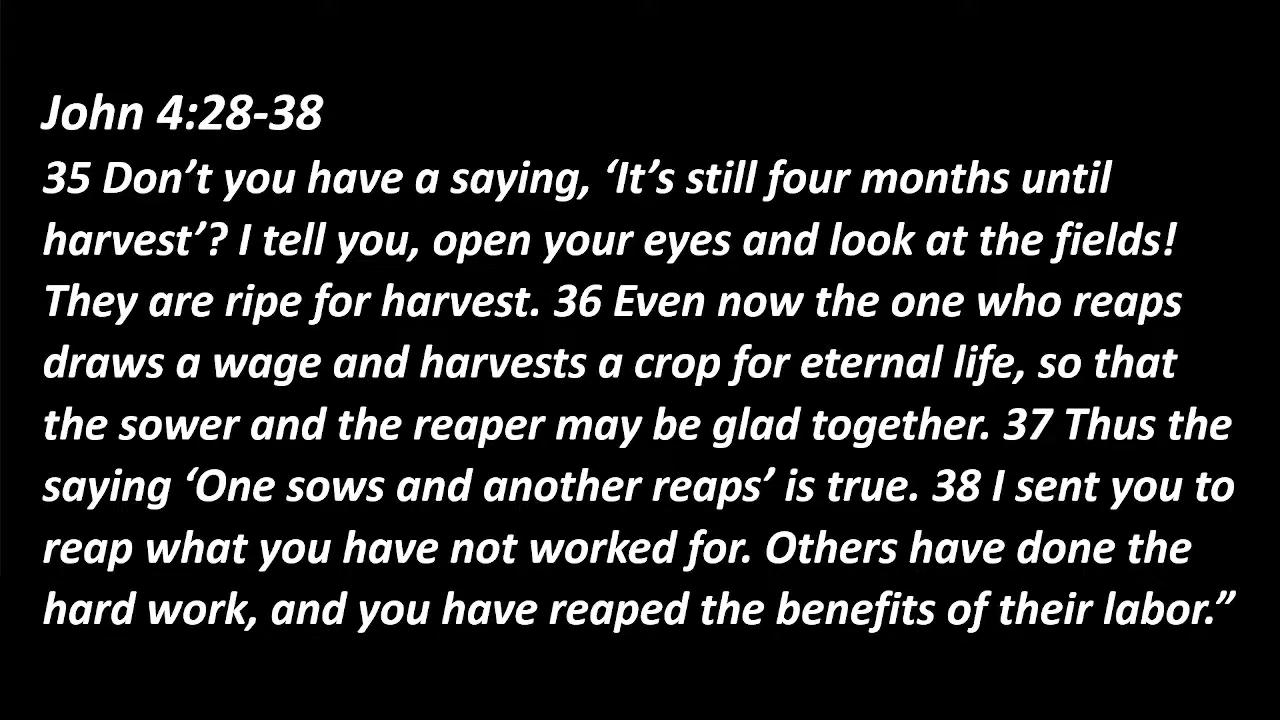 John 4:28-38
35 Don’t you have a saying, ‘It’s still four months until
harvest’? I tell you, open your eyes and look at the fields!
They are ripe for harvest. 36 Even now the one who reaps
draws a wage and harvests a crop for eternal life, so that
the sower and the reaper may be glad together. 37 Thus the
saying ‘One sows and another reaps’ is true. 38 I sent you to
reap what you have not worked for. Others have done the
hard work, and you have reaped the benefits of their labor.”